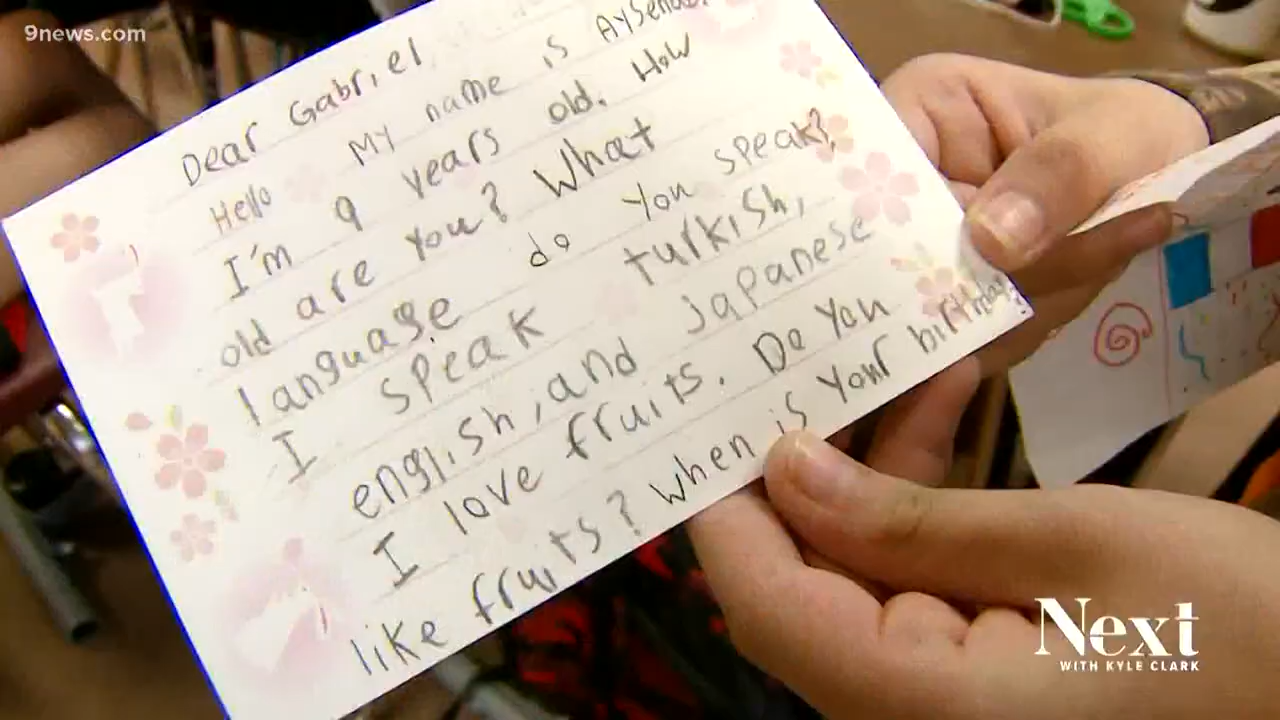 9news.com
Dear Gabriel
Hello My name is
I'm 9 years old. How
old are you? What
language do you speak?
I speak turkish,
english, and japanese
I love fruits. Do you
like fruits? When is your birthday
Next
WITH KYLE CLARK